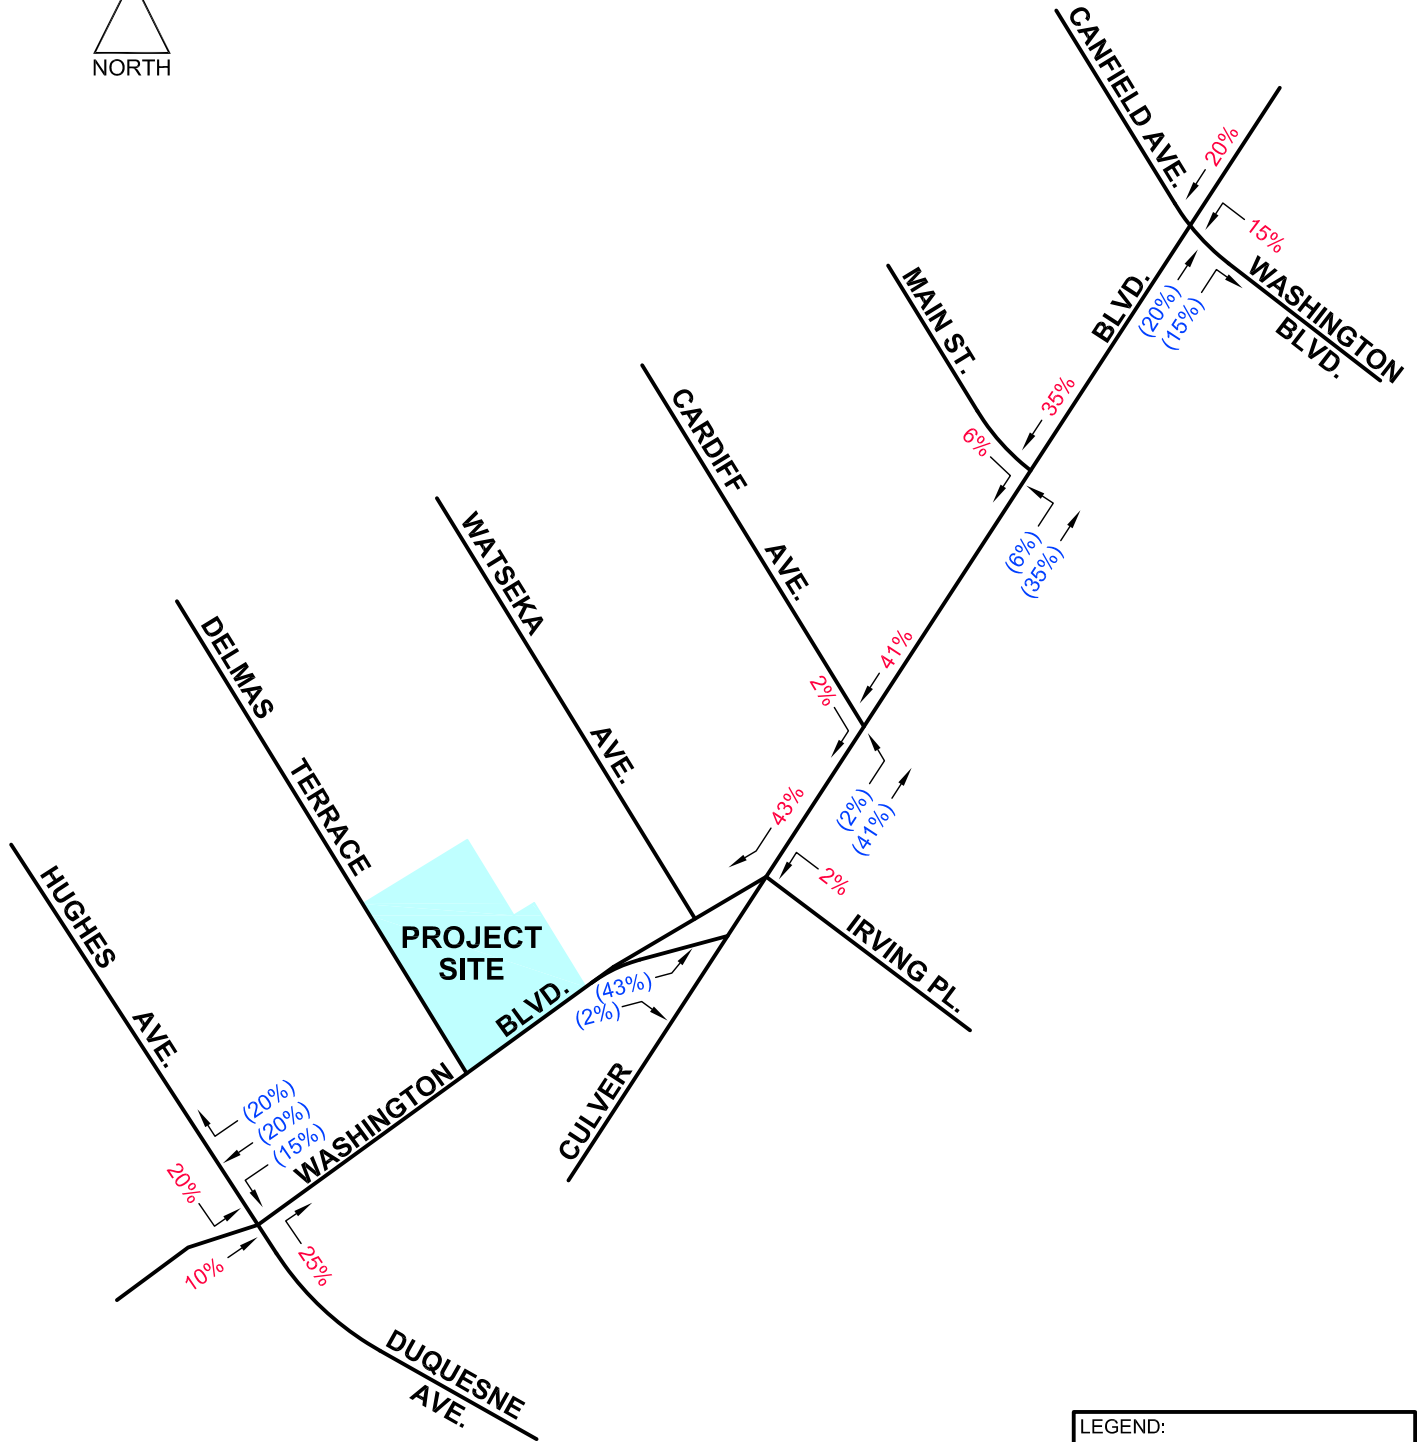 NORTH
CANFIELD AVE.
20%
15%
WASHINGTON
BLVD.
BLVD.
(20%)
(15%)
MAIN ST.
35%
6%
(6%)
(35%)
CARDIFF
AVE.
41%
2%
(2%)
(41%)
WATSEKA
AVE.
43%
2%
IRVING PL.
DELMAS
TERRACE
PROJECT
SITE
BLVD.
(43%)
(2%)
CULVER
HUGHES
AVE.
(20%)
(20%)
(15%)
WASHINGTON
20%
10%
25%
DUQUESNE
AVE.
LEGEND: